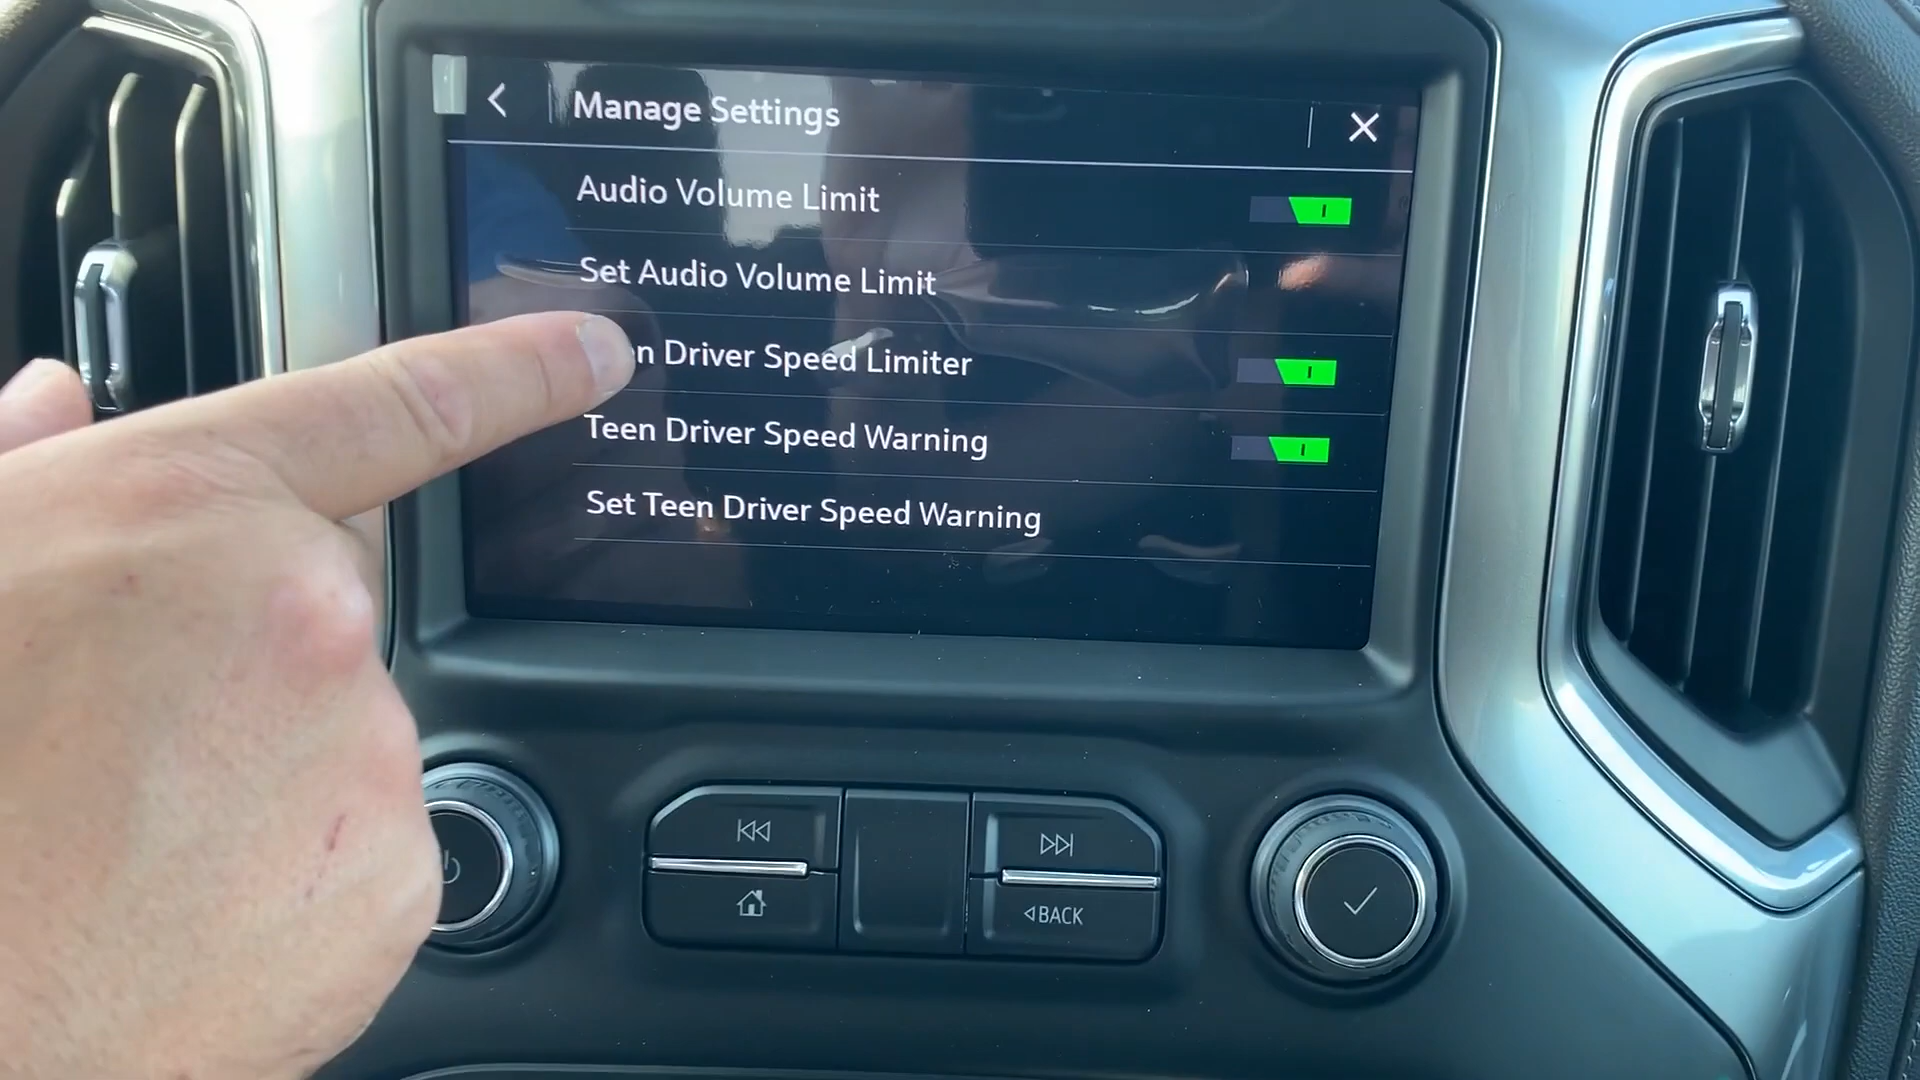 Manage Settings
Audio Volume Limit
Set Audio Volume Limit
Driver Speed Limiter
Teen Driver Speed Warning
Set Teen Driver Speed Warning
BACK